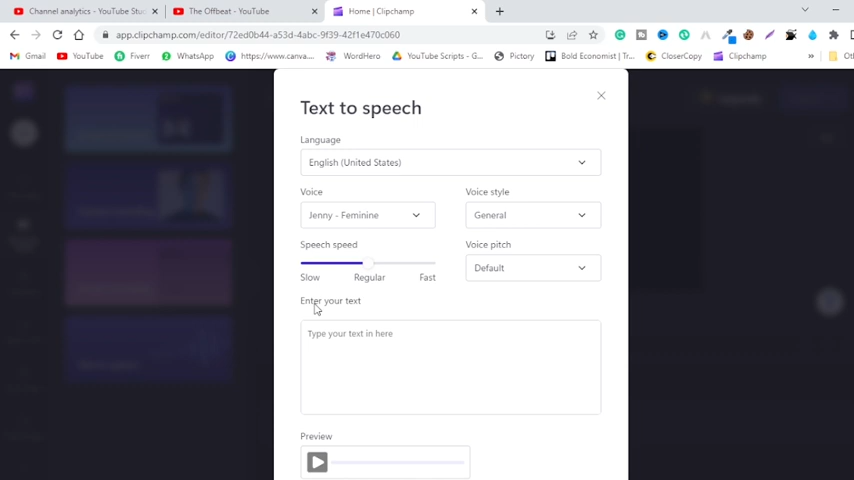 Channel analytics - YouTube Stu
The Offbeat - YouTube
Home | Clipchamp
app.clipchamp.com/editor/72ed0b44-a53d-4abc-9f39-42f1e470c060
Gmail
YouTube
Fiverr
WhatsApp
https://www.canva....
WordHero
YouTube Scripts - G...
Pictory
Bold Economist | Tr...
CloserCopy
Clipchamp
»
Text to speech
Language
English (United States)
Voice
Voice style
Jenny - Feminine
General
Speech speed
Voice pitch
Default
Slow
Regular
Fast
Enter your text
Type your text in here
Preview